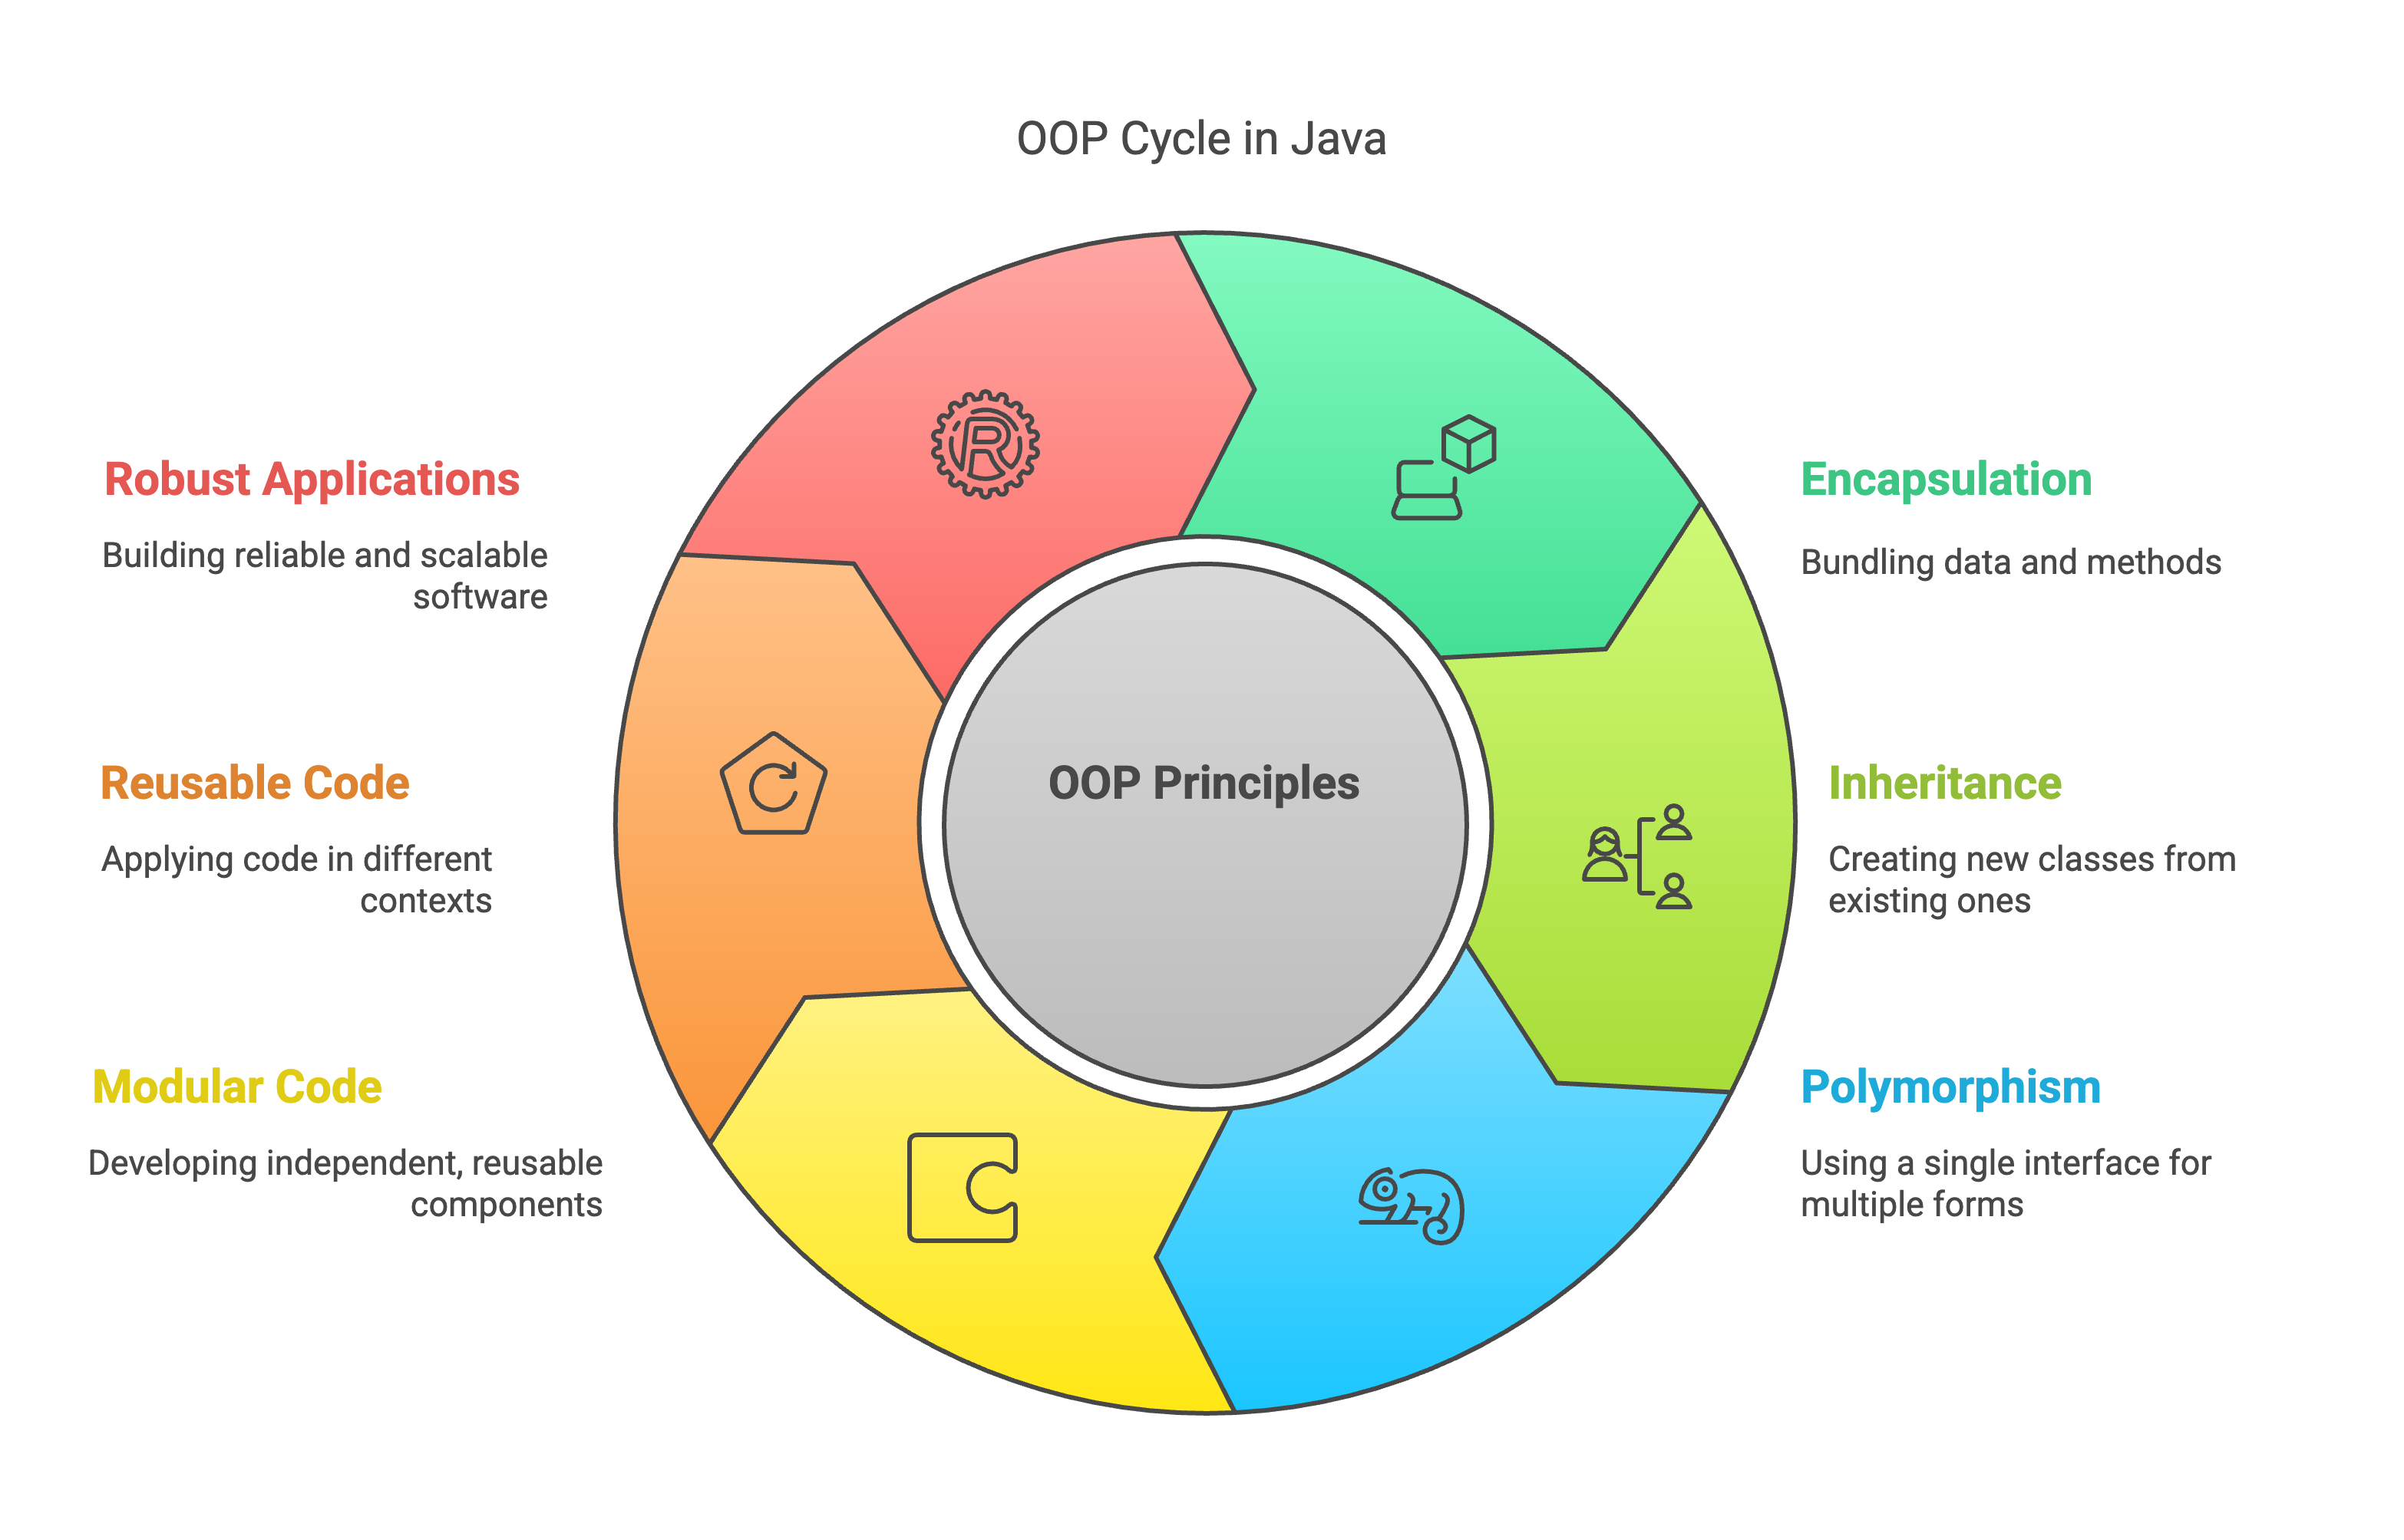 OOP Cycle in Java
Robust Applications
Building reliable and scalable
software
Reusable Code
Applying code in different
contexts
Modular Code
Developing independent, reusable
components
R
OOP Principles
Encapsulation
Bundling data and methods
Inheritance
Creating new classes from
existing ones
Polymorphism
Using a single interface for
multiple forms